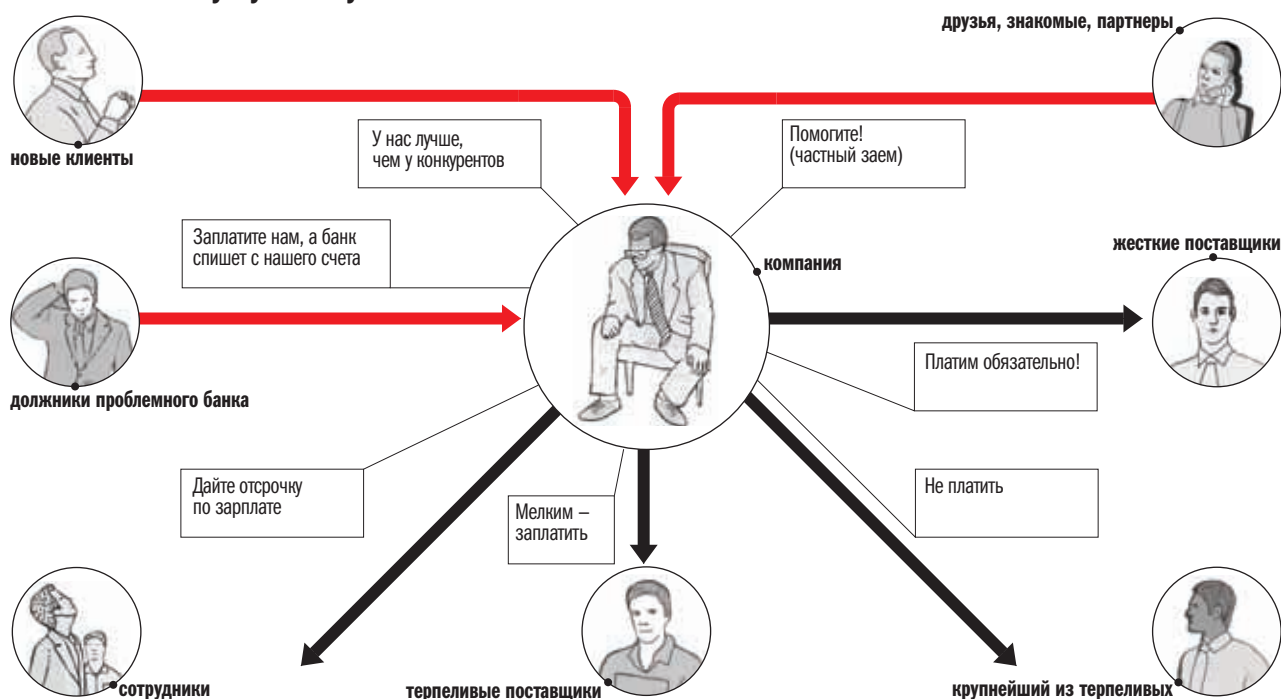 друзья, знакомые, партнеры
новые клиенты
У нас лучше,
чем у конкурентов
Помогите!
(частный заем)
Заплатите нам, а банк
спишет с нашего счета
компания
жесткие поставщики
должники проблемного банка
Платим обязательно!
Дайте отсрочку
по зарплате
Мелким –
заплатить
Не платить
сотрудники
терпеливые поставщики
крупнейший из терпеливых